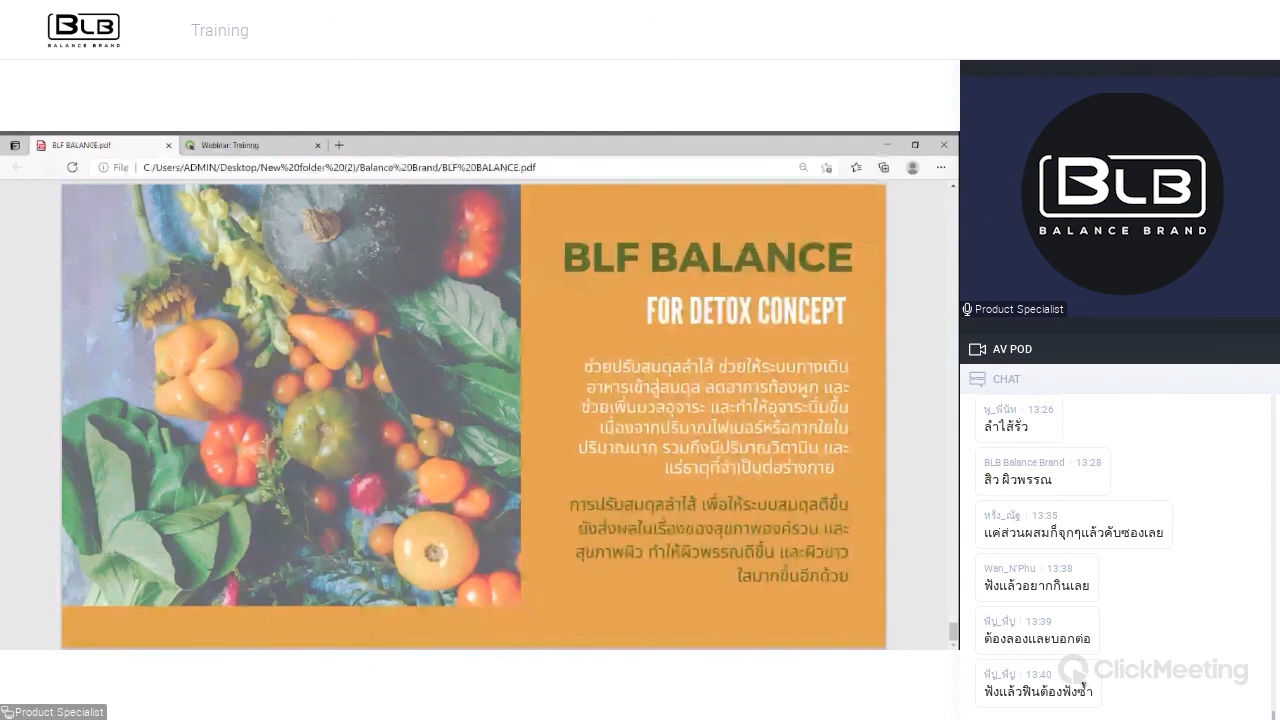 BLB
BALANCE BRAND
Training
BLF BALANCE.pdf
Webinar: Training
File
C:/Users/ADMIN/Desktop/New%20folder%20(2)/Balance%20Brand/BLF%20BALANCE.pdf
BLF BALANCE
FOR DETOX CONCEPT
ช่วยปรับสมดุลลำไส้ ช่วยให้ระบบทางเดิน
อาหารเข้าสู่สมดุล ลดอาการท้องผูก และ
ช่วยเพิ่มมวลอุจจาระ และทำให้อุจจาระนิ่มขึ้น
เนื่องจากปริมาณไฟเบอร์หรือกากใยใน
ปริมาณมาก รวมถึงมีปริมาณวิตามิน และ
แร่ธาตุที่จำเป็นต่อร่างกาย
การปรับสมดุลลำไส้ เพื่อให้ระบบสมดุลดีขึ้น
ยังส่งผลในเรื่องของสุขภาพองค์รวม และ
สุขภาพผิว ทำให้ผิวพรรณดีขึ้น และผิวขาว
ใสมากขึ้นอีกด้วย
BLB
BALANCE BRAND
Product Specialist
AV POD
CHAT
13:26
ลำไส้รั่ว
BLB Balance Brand 13:28
สิว ผิวพรรณ
หรั่ง_ณัฐ 13:35
แค่ส่วนผสมก็จุกๆแล้วคับซองเลย
Wan_N'Phu 13:38
ฟังแล้วอยากกินเลย
พี่ปู_พี่ปู 13:39
ต้องลองและบอกต่อ
พี่ปู_พี่ปู 13:40
ฟังแล้วฟินต้องฟังซ้ำ
ClickMeeting
Product Specialist